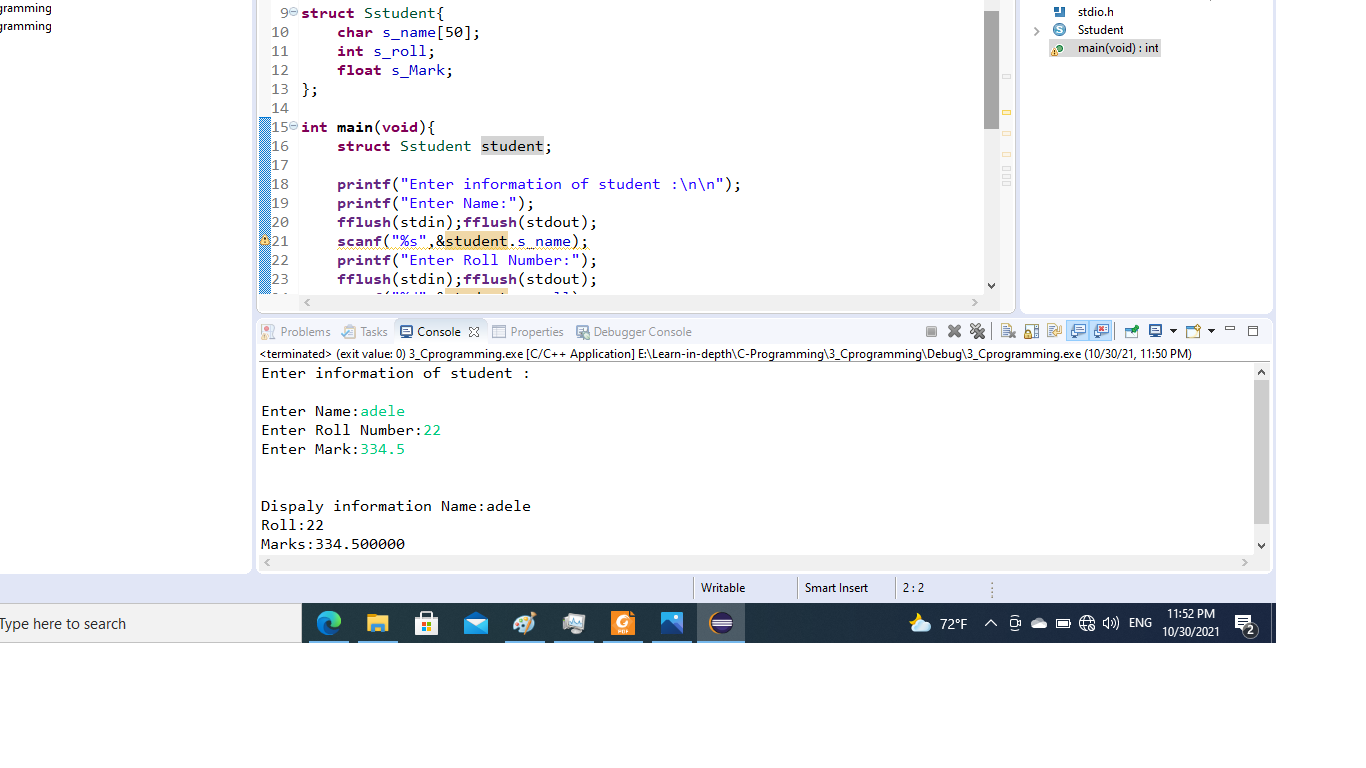 gramming
gramming
9 struct Sstudent{
10 char s_name[50];
11 int s_roll;
12 float s_Mark;
13 };
14
15 int main(void){
16 struct Sstudent student;
17
18 printf("Enter information of student :\n\n");
19 printf("Enter Name:");
20 fflush(stdin);fflush(stdout);
21 scanf("%s",&student.s_name);
22 printf("Enter Roll Number:");
23 fflush(stdin);fflush(stdout);
stdio.h
S Sstudent
main(void) : int
Problems Tasks Console Properties Debugger Console
<terminated> (exit value: 0) 3_Cprogramming.exe [C/C++ Application] E:\Learn-in-depth\C-Programming\3_Cprogramming\Debug\3_Cprogramming.exe (10/30/21, 11:50 PM)
Enter information of student :
Enter Name:adele
Enter Roll Number:22
Enter Mark:334.5
Dispaly information Name:adele
Roll:22
Marks:334.500000
Writable Smart Insert 2 : 2
Type here to search
72°F ENG
11:52 PM
10/30/2021
2